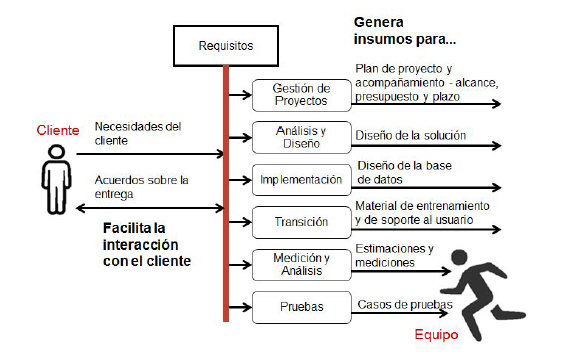 Genera
insumos para...
Requisitos
Plan de proyecto y
acompañamiento - alcance,
presupuesto y plazo
Gestión de
Proyectos
Cliente
Necesidades del
cliente
Análisis y
Diseño
Diseño de la solución
Acuerdos sobre la
entrega
Implementación
Diseño de la base
de datos
Facilita la
interacción
con el cliente
Transición
Material de entrenamiento
y de soporte al usuario
Medición y
Análisis
Estimaciones y
mediciones
Pruebas
Casos de pruebas
Equipo